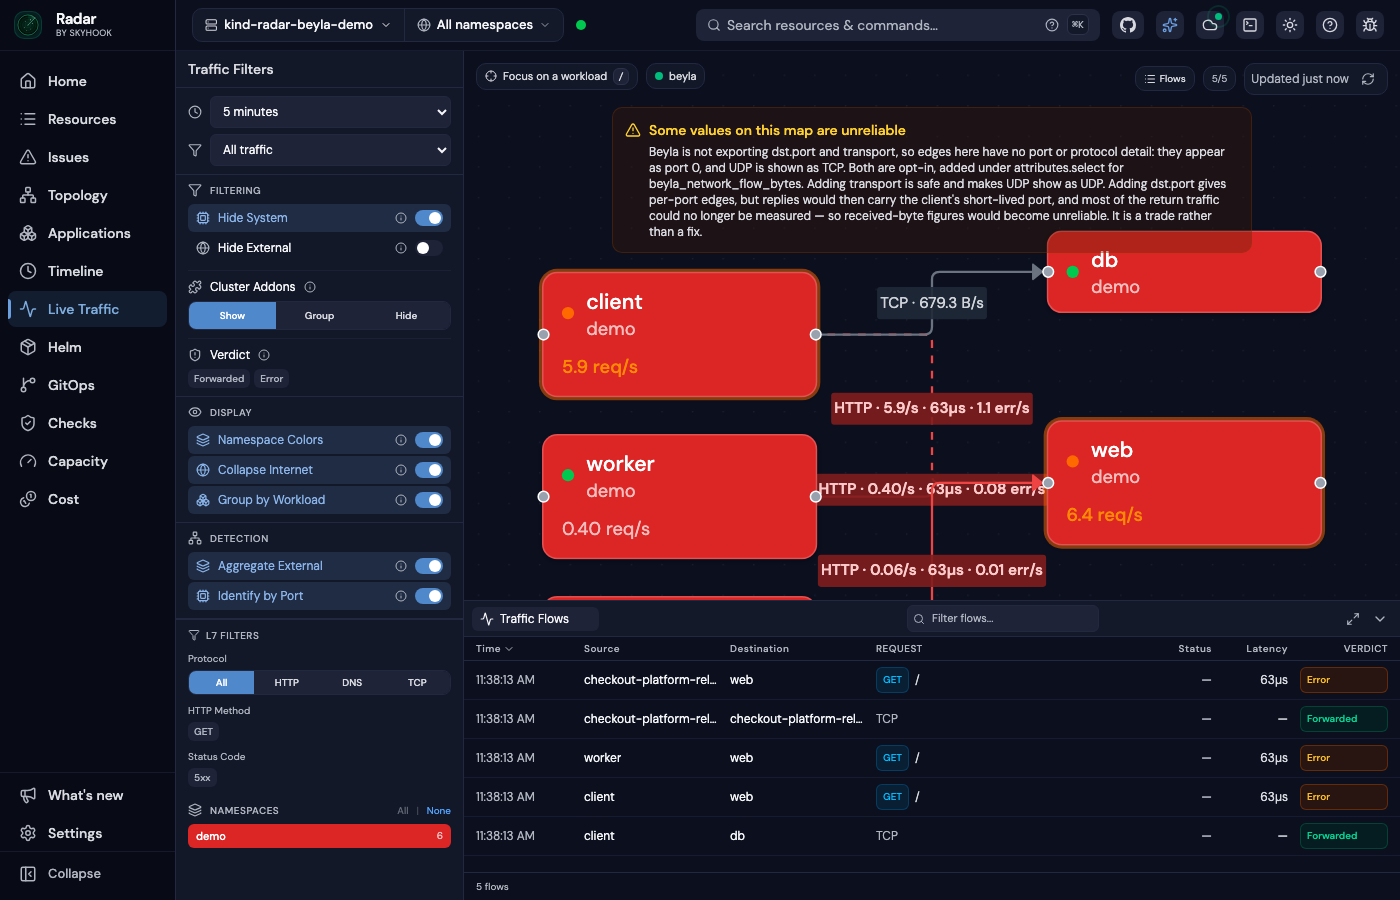 Radar
BY SKYHOOK
kind-radar-beyla-demo
All namespaces
Search resources & commands...
⌘K
Home
Resources
Issues
Topology
Applications
Timeline
Live Traffic
Helm
GitOps
Checks
Capacity
Cost
What's new
Settings
Collapse
Traffic Filters
5 minutes
All traffic
FILTERING
Hide System
Hide External
Cluster Addons
Show
Group
Hide
Verdict
Forwarded
Error
DISPLAY
Namespace Colors
Collapse Internet
Group by Workload
DETECTION
Aggregate External
Identify by Port
L7 FILTERS
Protocol
All
HTTP
DNS
TCP
HTTP Method
GET
Status Code
5xx
NAMESPACES
All | None
demo
6
Focus on a workload /
beyla
Flows
5/5
Updated just now
Some values on this map are unreliable
Beyla is not exporting dst.port and transport, so edges here have no port or protocol detail: they appear
as port 0, and UDP is shown as TCP. Both are opt-in, added under attributes.select for
beyla_network_flow_bytes. Adding transport is safe and makes UDP show as UDP. Adding dst.port gives
per-port edges, but replies would then carry the client's short-lived port, and most of the return traffic
could no longer be measured — so received-byte figures would become unreliable. It is a trade rather
than a fix.
client
demo
5.9 req/s
TCP · 679.3 B/s
db
demo
HTTP · 5.9/s · 63µs · 1.1 err/s
worker
demo
0.40 req/s
HTTP · 0.40/s · 63µs · 0.08 err/s
web
demo
6.4 req/s
HTTP · 0.06/s · 63µs · 0.01 err/s
Traffic Flows
Filter flows...
Time Source Destination REQUEST Status Latency VERDICT
11:38:13 AM checkout-platform-rel... web GET / — 63µs Error
11:38:13 AM checkout-platform-rel... checkout-platform-rel... TCP — — Forwarded
11:38:13 AM worker web GET / — 63µs Error
11:38:13 AM client web GET / — 63µs Error
11:38:13 AM client db TCP — — Forwarded
5 flows